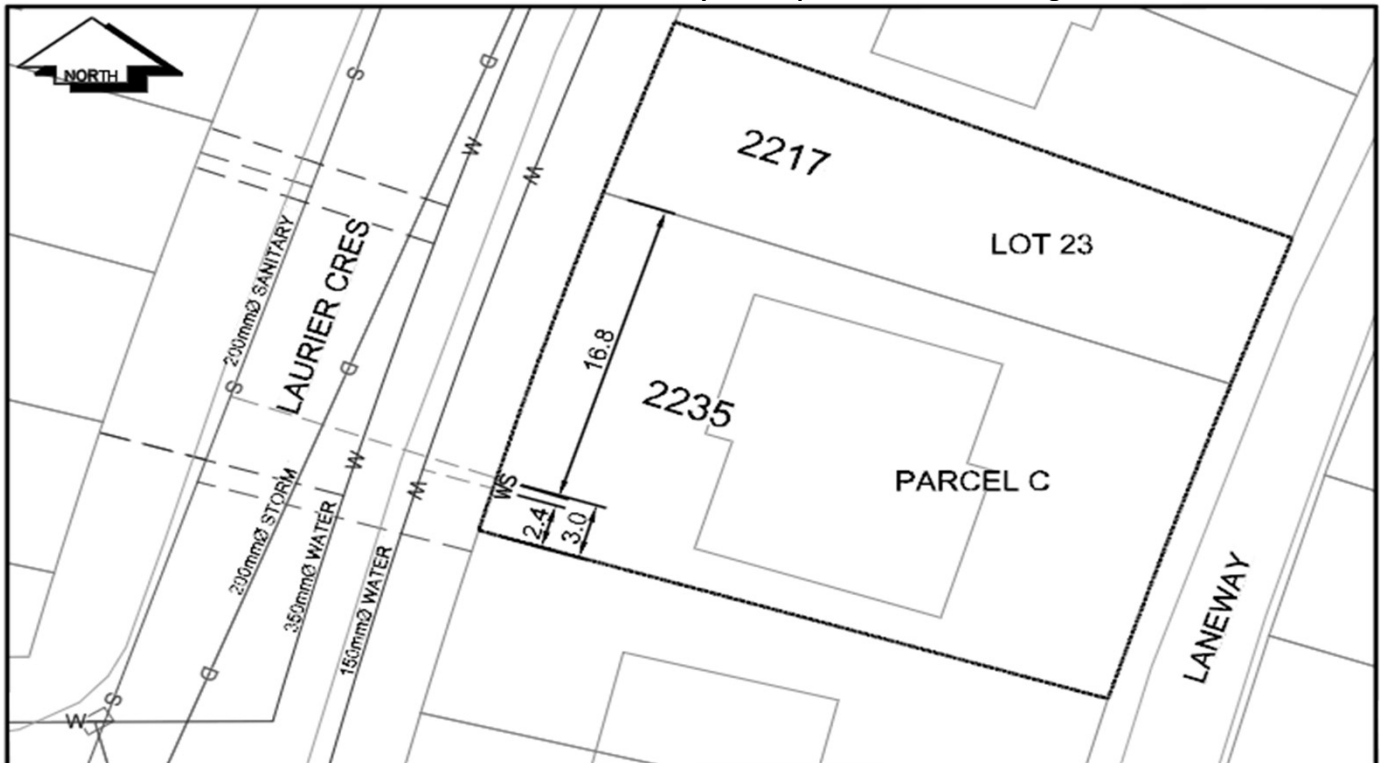 NORTH
S
D
W
W
2217
LOT 23
200mmØ SANITARY
LAURIER CRES
16.8
D
S
2235
PARCEL C
W
W
WS
2.4
3.0
200mmØ STORM
350mmØ WATER
150mmØ WATER
LANEWAY
D
S
W